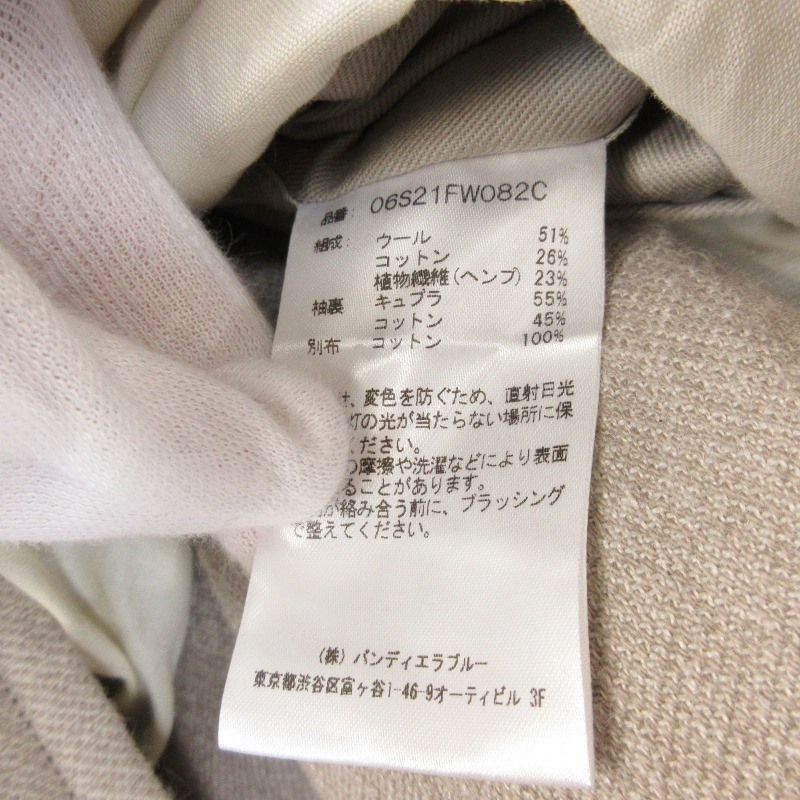 品番: 06S21FW082C
組成: ウール 51%
コットン 26%
植物繊維(ヘンプ) 23%
袖裏 キュプラ 55%
コットン 45%
別布 コットン 100%
は、変色を防ぐため、直射日光
灯の光が当たらない場所に保
ください。
の摩擦や洗濯などにより表面
ることがあります。
が絡み合う前に、ブラッシング
で整えてください。
(株) バンディエラブルー
東京都渋谷区富ヶ谷1-46-9オーティビル 3F